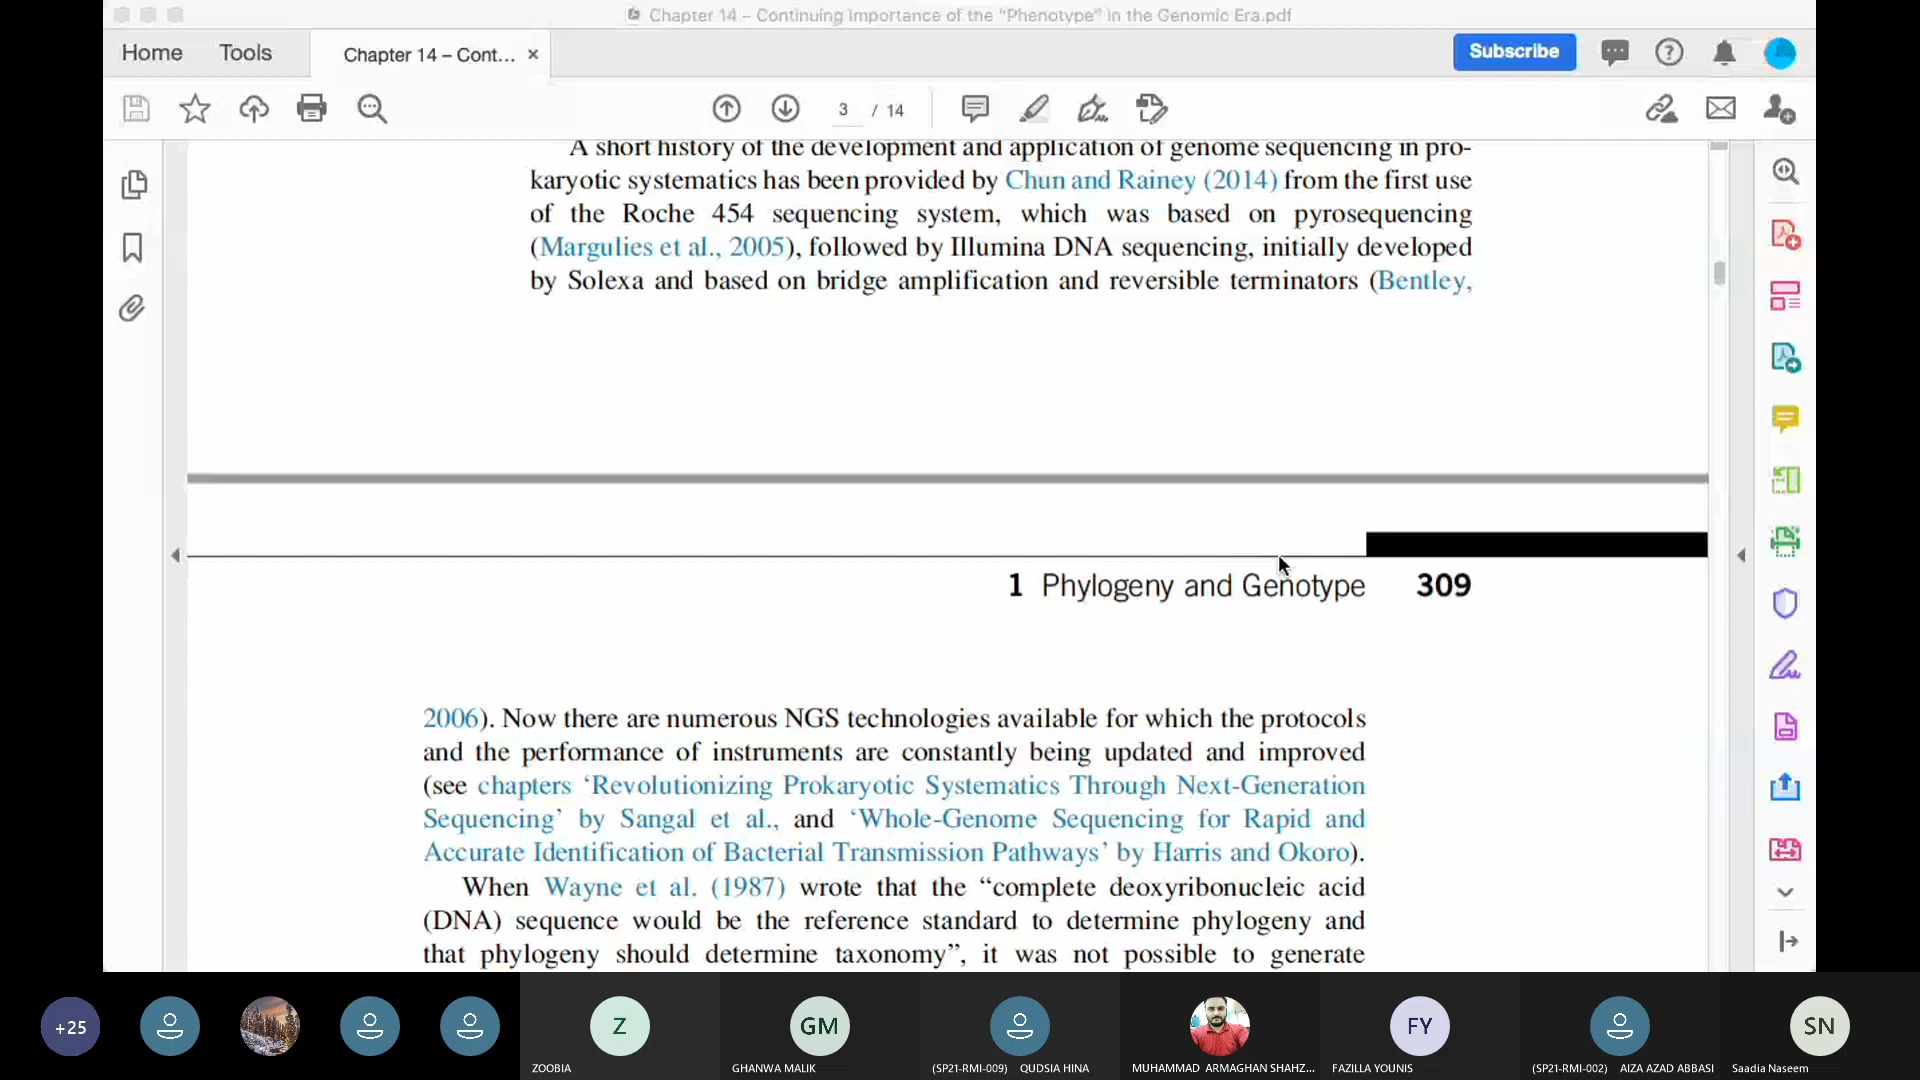 Chapter 14 – Continuing Importance of the "Phenotype" in the Genomic Era.pdf
Home Tools Chapter 14 – Cont... ×
Subscribe
3 / 14
A short history of the development and application of genome sequencing in pro-
karyotic systematics has been provided by Chun and Rainey (2014) from the first use
of the Roche 454 sequencing system, which was based on pyrosequencing
(Margulies et al., 2005), followed by Illumina DNA sequencing, initially developed
by Solexa and based on bridge amplification and reversible terminators (Bentley,
1 Phylogeny and Genotype 309
2006). Now there are numerous NGS technologies available for which the protocols
and the performance of instruments are constantly being updated and improved
(see chapters ‘Revolutionizing Prokaryotic Systematics Through Next-Generation
Sequencing’ by Sangal et al., and ‘Whole-Genome Sequencing for Rapid and
Accurate Identification of Bacterial Transmission Pathways’ by Harris and Okoro).
When Wayne et al. (1987) wrote that the “complete deoxyribonucleic acid
(DNA) sequence would be the reference standard to determine phylogeny and
that phylogeny should determine taxonomy”, it was not possible to generate
+25 Z GM FY SN
ZOOBIA GHANWA MALIK (SP21-RMI-009) QUDSIA HINA MUHAMMAD ARMAGHAN SHAHZ... FAZILLA YOUNIS (SP21-RMI-002) AIZA AZAD ABBASI Saadia Naseem